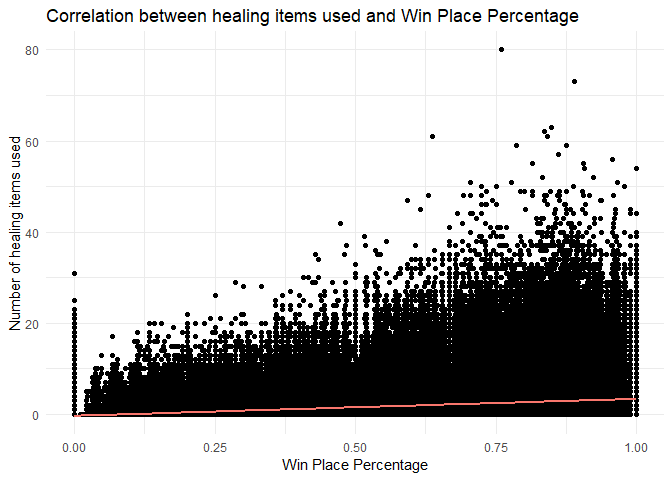 Correlation between healing items used and Win Place Percentage
80
60
40
20
0
Number of healing items used
0.00 0.25 0.50 0.75 1.00
Win Place Percentage